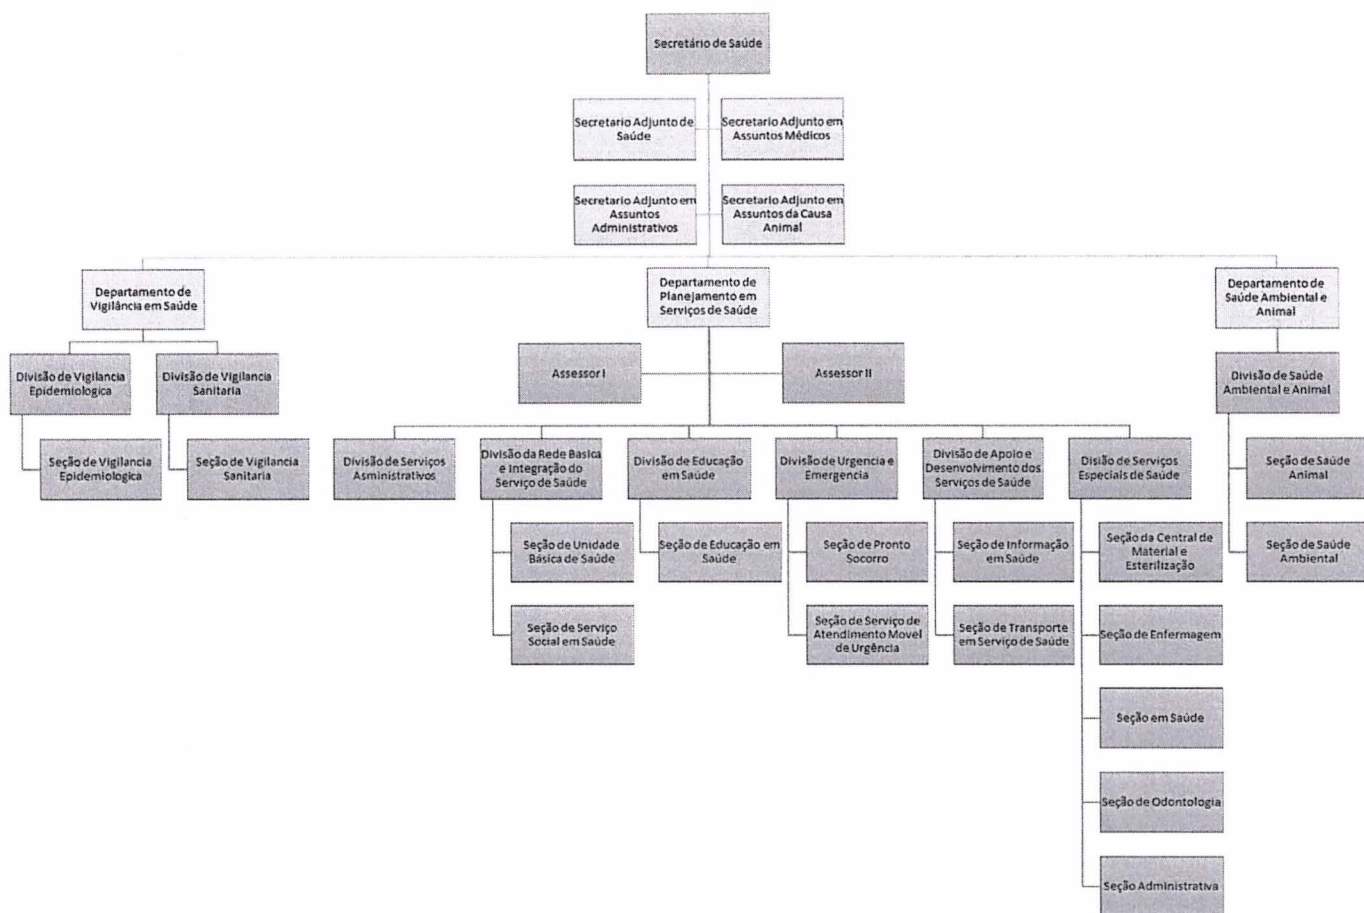 Secretário de Saúde
Secretario Adjunto de
Saúde
Secretario Adjunto em
Assuntos Médicos
Secretario Adjunto em
Assuntos
Administrativos
Secretario Adjunto em
Assuntos da Causa
Animal
Departamento de
Vigilância em Saúde
Departamento de
Planejamento em
Serviços de Saúde
Departamento de
Saúde Ambiental e
Animal
Assessor I
Assessor II
Divisão de Vigilancia
Epidemiologica
Divisão de Vigilancia
Sanitaria
Divisão de Saúde
Ambiental e Animal
Seção de Vigilancia
Epidemiologica
Seção de Vigilancia
Sanitaria
Divisão de Serviços
Asministrativos
Divisão da Rede Basica
e Integração do
Serviço de Saúde
Divisão de Educação
em Saúde
Divisão de Urgencia e
Emergencia
Divisão de Apoio e
Desenvolvimento dos
Serviços de Saúde
Disião de Serviços
Especiais de Saúde
Seção de Saúde
Animal
Seção de Unidade
Básica de Saúde
Seção de Educação em
Saúde
Seção de Pronto
Socorro
Seção de Informação
em Saúde
Seção da Central de
Material e
Esterilização
Seção de Saúde
Ambiental
Seção de Serviço
Social em Saúde
Seção de Serviço de
Atendimento Movel
de Urgência
Seção de Transporte
em Serviço de Saúde
Seção de Enfermagem
Seção em Saúde
Seção de Odontologia
Seção Administrativa